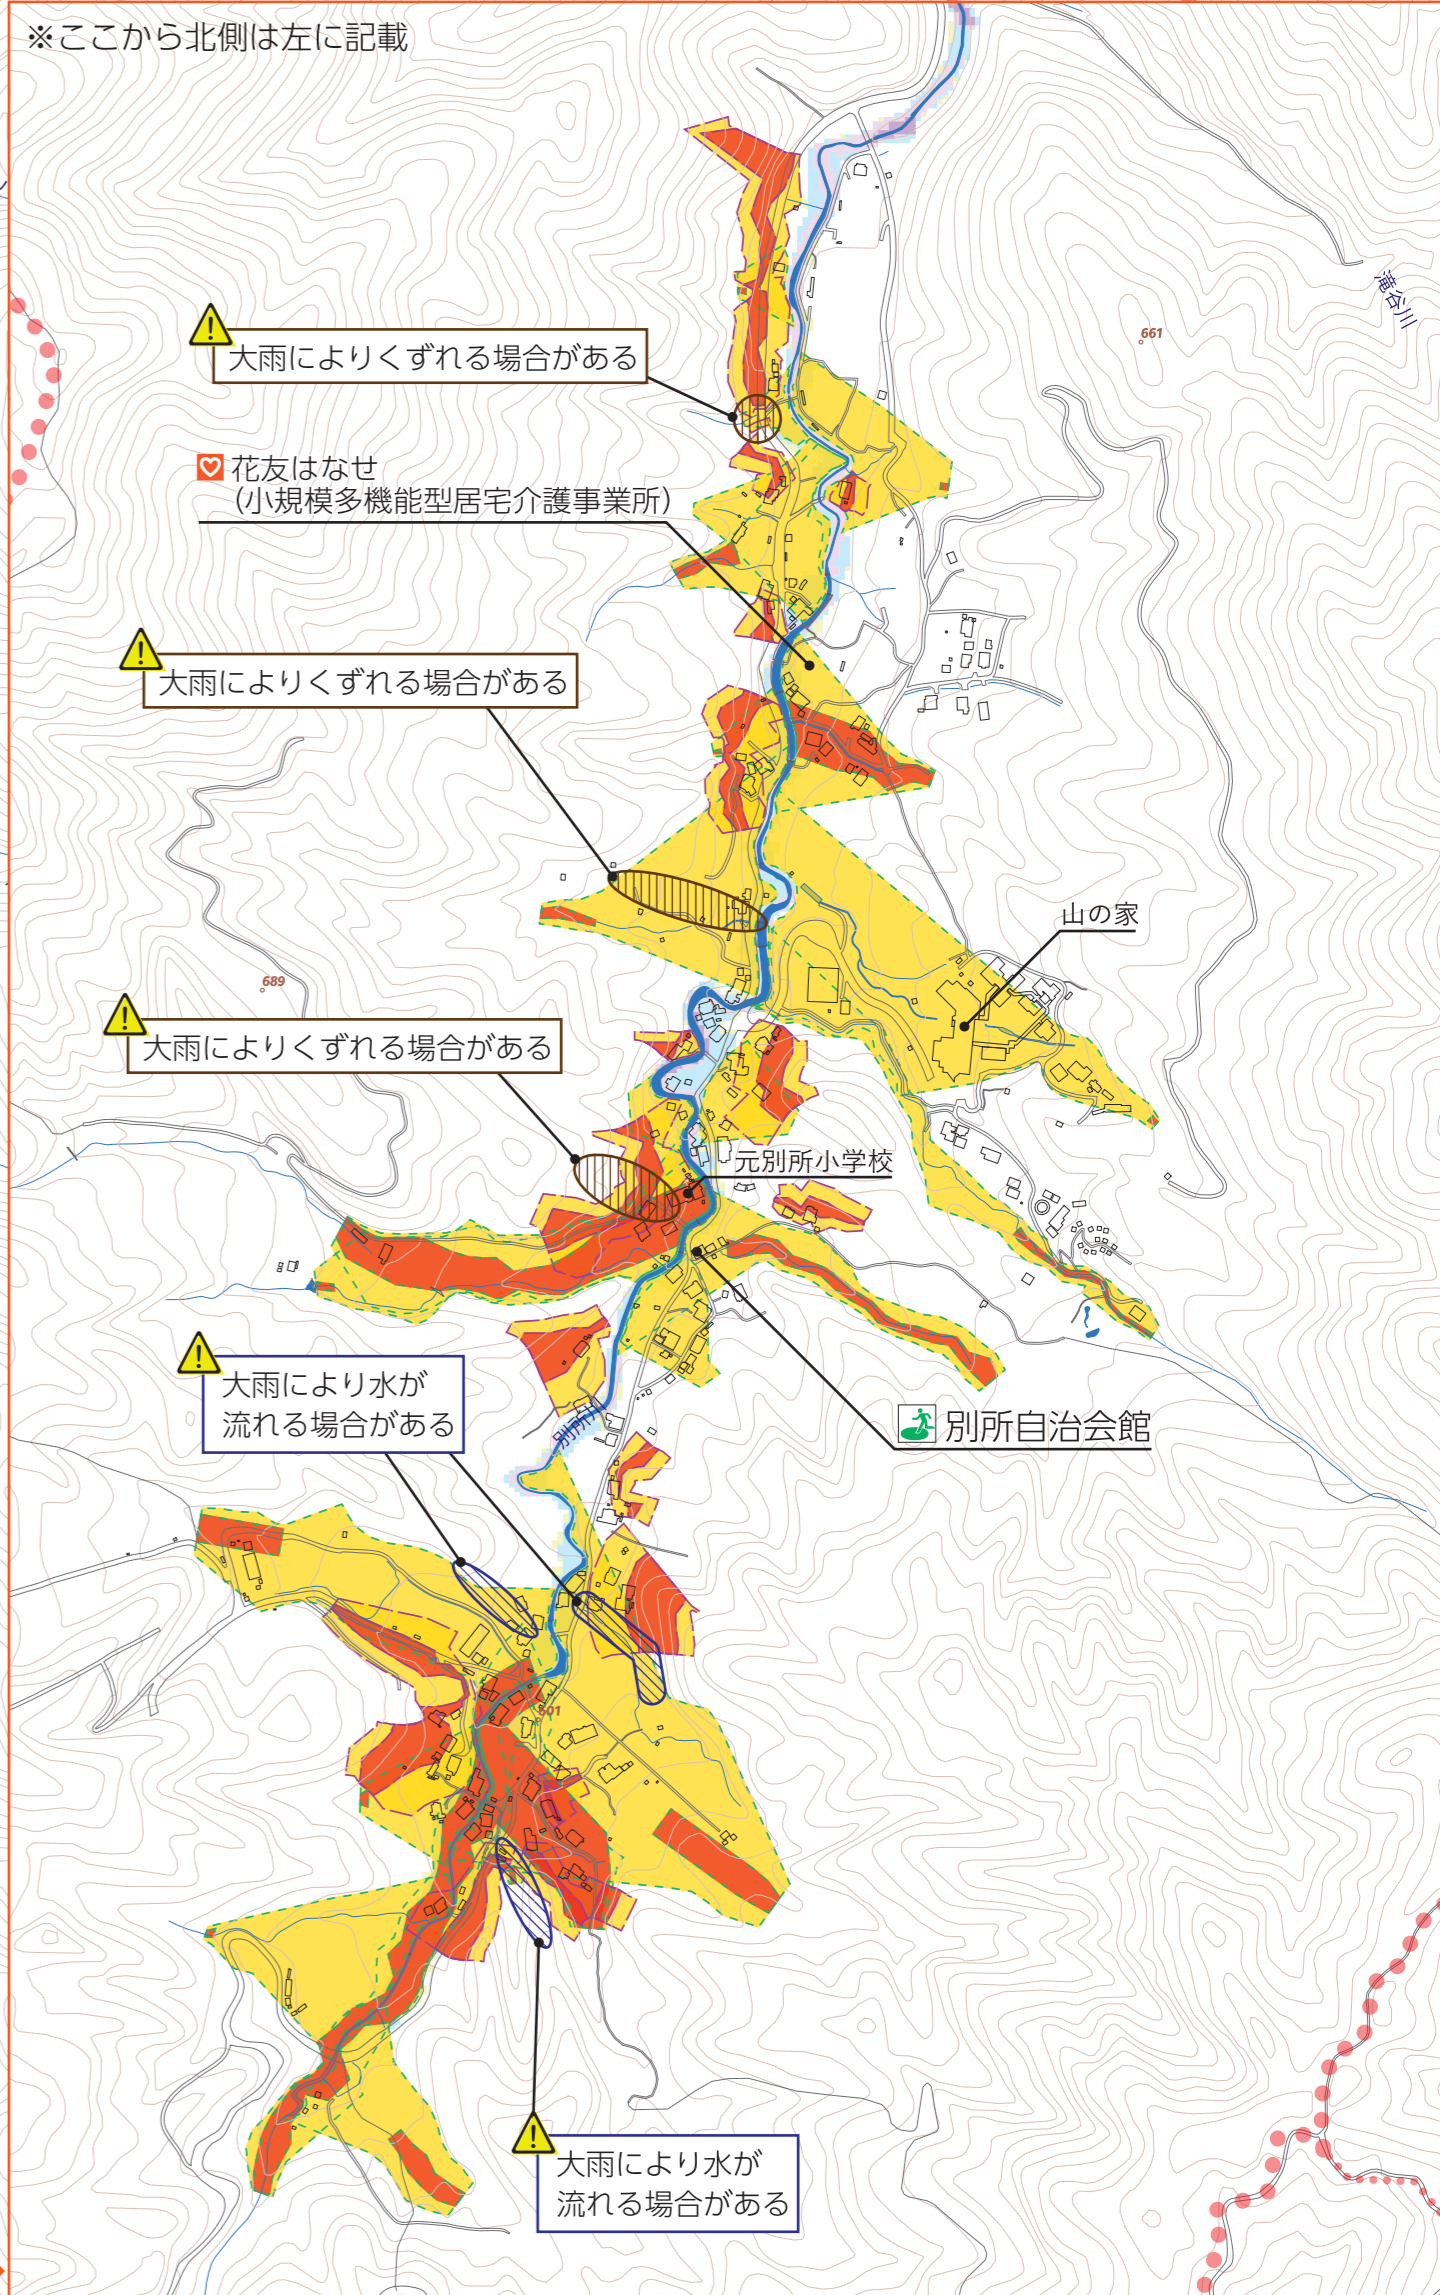 ※ここから北側は左に記載
滝谷川
661
大雨によりくずれる場合がある
花友はなせ
(小規模多機能型居宅介護事業所)
大雨によりくずれる場合がある
山の家
689
大雨によりくずれる場合がある
元別所小学校
大雨により水が
流れる場合がある
別所自治会館
別所川
601
大雨により水が
流れる場合がある